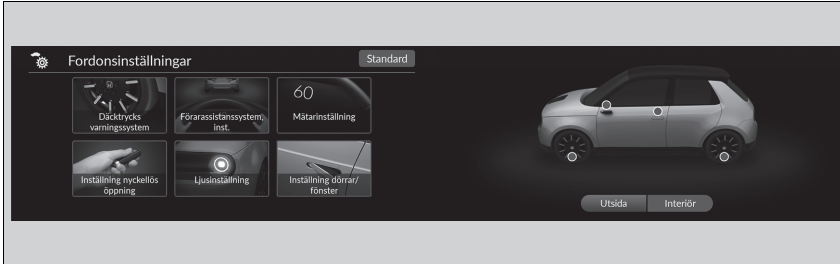 Fordonsinställningar
Standard
Däcktrycks
varningssystem
Förarassistanssystem,
inst.
60
Mätarinställning
Inställning nyckellös
öppning
Ljusinställning
Inställning dörrar/
fönster
Utsida
Interiör